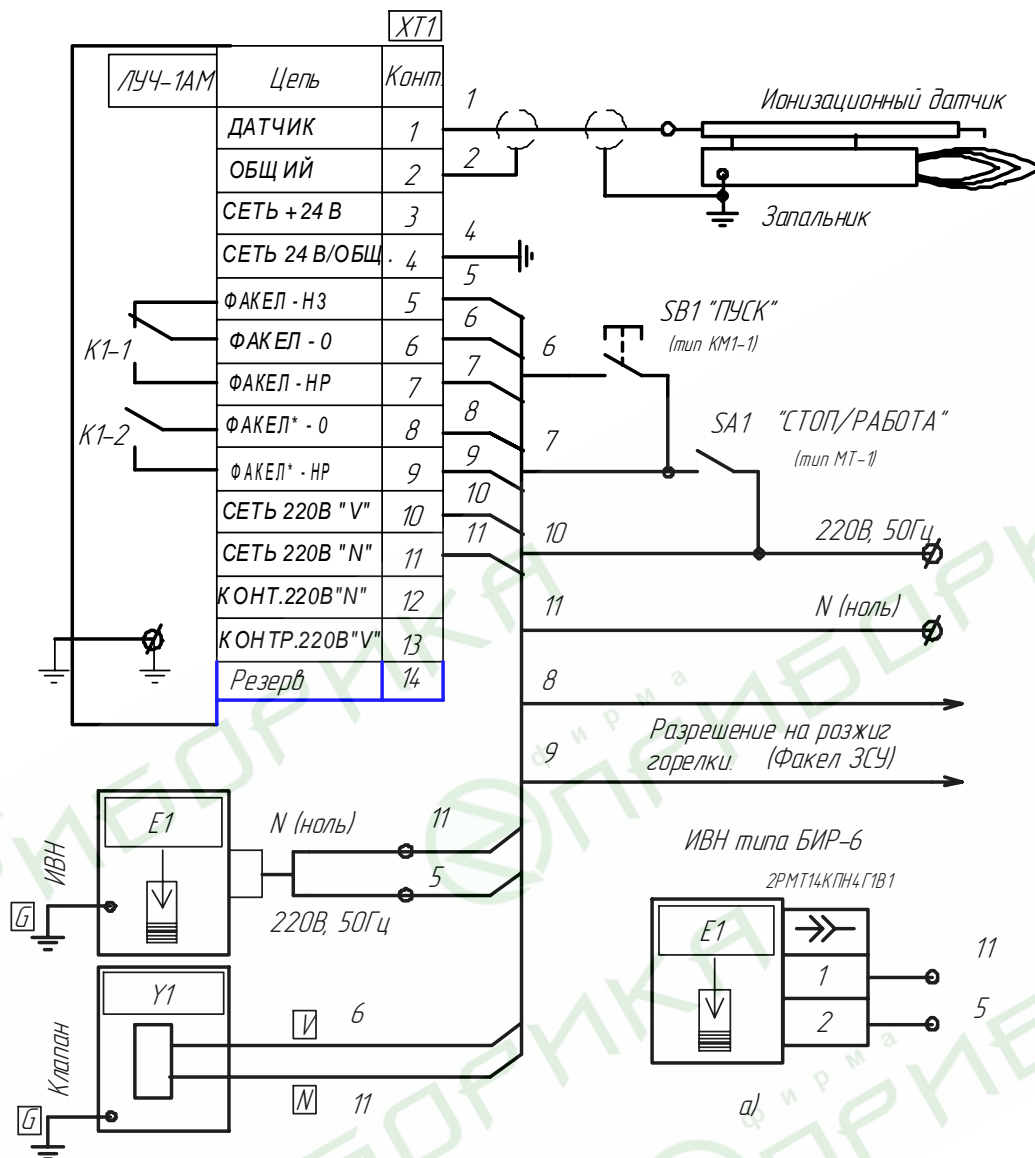 XT1
ЛУЧ-1АМ Цепь Конт.
ДАТЧИК 1
ОБЩИЙ 2
СЕТЬ +24 В 3
СЕТЬ 24 В/ОБЩ. 4
ФАКЕЛ - НЗ 5
ФАКЕЛ - 0 6
ФАКЕЛ - НР 7
ФАКЕЛ* - 0 8
ФАКЕЛ* - НР 9
СЕТЬ 220В "V" 10
СЕТЬ 220В "N" 11
КОНТ.220В"N" 12
КОНТР.220В"V" 13
Резерв 14
К1-1
К1-2
1
2
4
5
6
7
8
9
10
11
Ионизационный датчик
Запальник
SB1 "ПУСК"
(тип КМ1-1)
6
SA1 "СТОП/РАБОТА"
(тип МТ-1)
7
10
220В, 50Гц
11
N (ноль)
8
Разрешение на розжиг
горелки. (Факел ЗСУ)
9
E1
ИВН
G
N (ноль)
11
5
220В, 50Гц
Y1
Клапан
G
V 6
N 11
ИВН типа БИР-6
2РМТ14КПН4Г1В1
E1
1
2
11
5
а)
фирма
ПРИБОРИКА